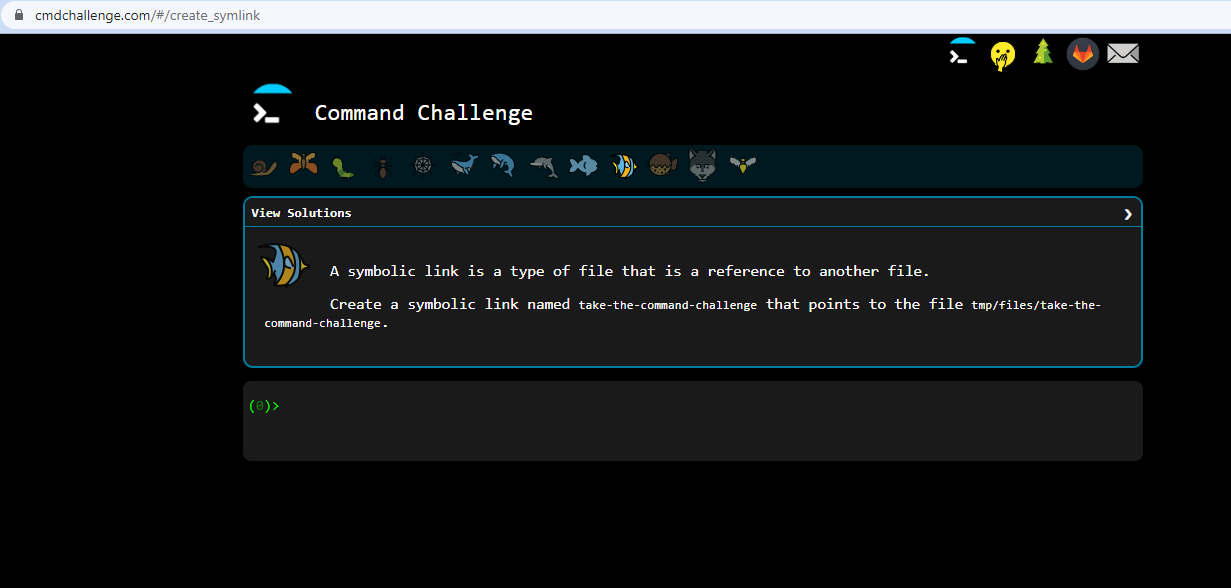 cmdchallenge.com/#/create_symlink
Command Challenge
View Solutions
A symbolic link is a type of file that is a reference to another file.
Create a symbolic link named take-the-command-challenge that points to the file tmp/files/take-the-
command-challenge.
(0)>